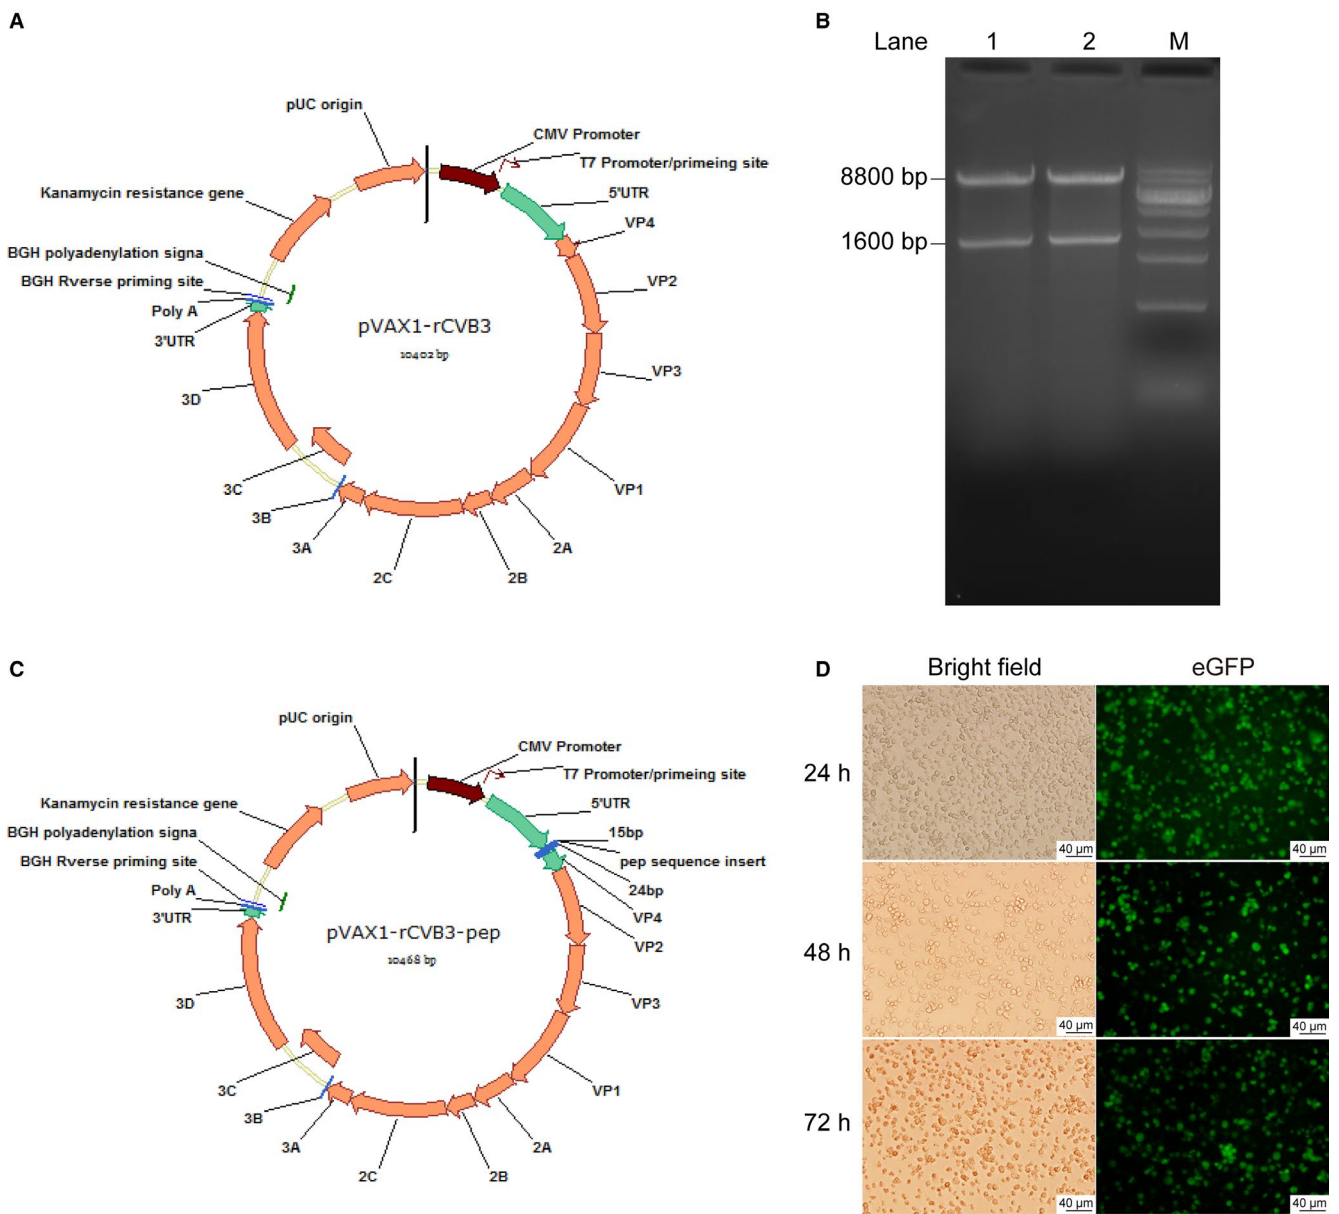 A
pUC origin
CMV Promoter
T7 Promoter/primeing site
5'UTR
VP4
VP2
VP3
VP1
2A
2B
2C
3A
3B
3C
3D
3'UTR
Poly A
BGH Rverse priming site
BGH polyadenylation signa
Kanamycin resistance gene
pVAX1-rCVB3
10402 bp
B
Lane 1 2 M
8800 bp
1600 bp
C
pUC origin
CMV Promoter
T7 Promoter/primeing site
5'UTR
15bp
pep sequence insert
24bp
VP4
VP2
VP3
VP1
2A
2B
2C
3A
3B
3C
3D
3'UTR
Poly A
BGH Rverse priming site
BGH polyadenylation signa
Kanamycin resistance gene
pVAX1-rCVB3-pep
10468 bp
D
Bright field eGFP
24 h
40 µm 40 µm
48 h
40 µm 40 µm
72 h
40 µm 40 µm